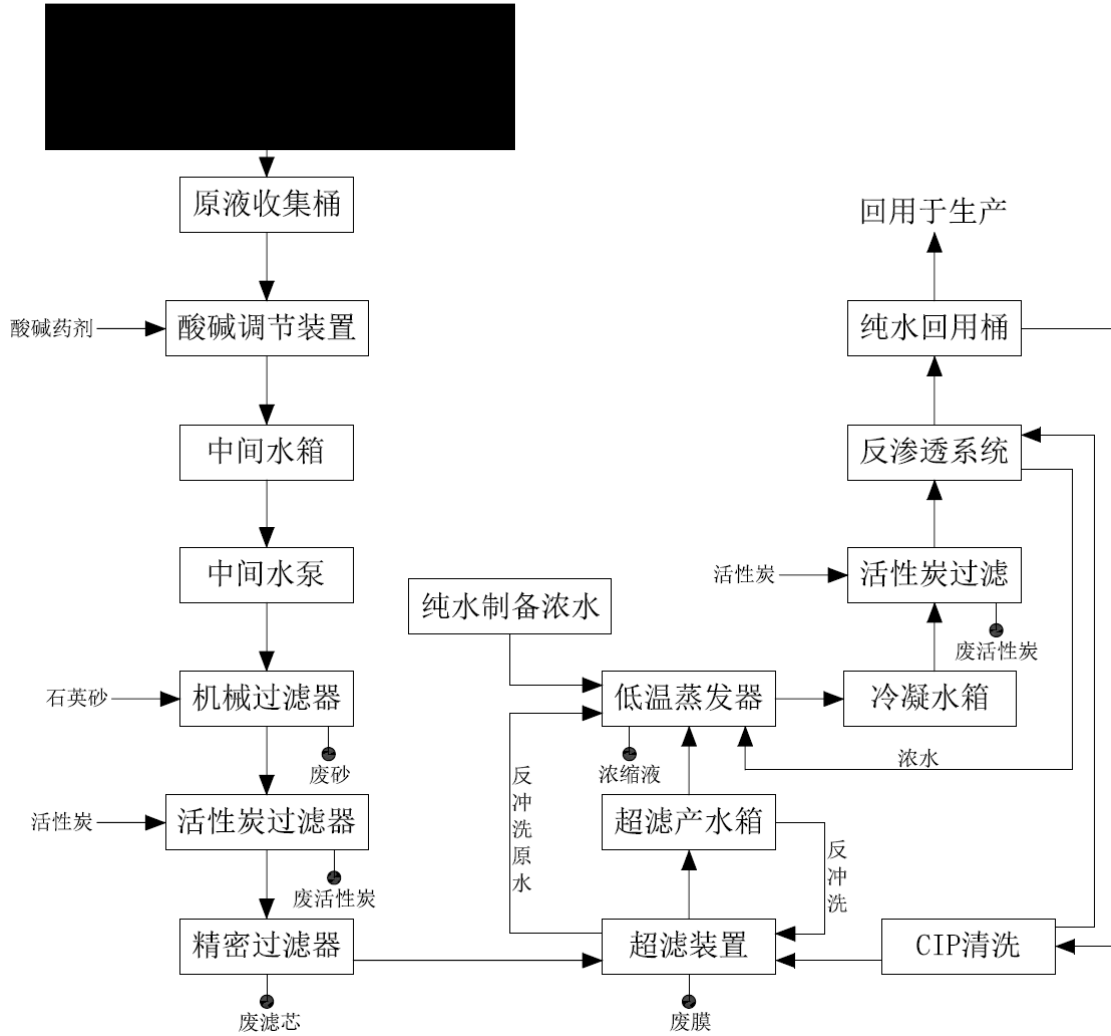 原液收集桶
酸碱药剂
酸碱调节装置
中间水箱
中间水泵
石英砂
机械过滤器
废砂
活性炭
活性炭过滤器
废活性炭
精密过滤器
废滤芯
纯水制备浓水
低温蒸发器
浓缩液
反冲洗原水
超滤产水箱
反冲洗
超滤装置
废膜
回用于生产
纯水回用桶
反渗透系统
活性炭
活性炭过滤
废活性炭
冷凝水箱
浓水
CIP清洗